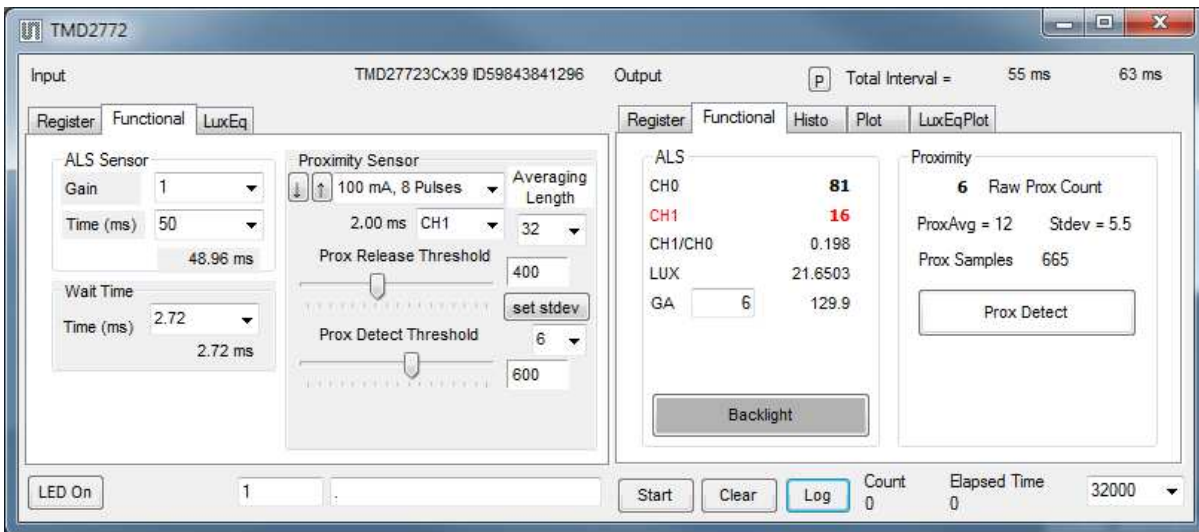 TMD2772
Input TMD27723Cx39 ID59843841296 Output P Total Interval = 55 ms 63 ms
Register Functional LuxEq
ALS Sensor
Gain 1
Time (ms) 50
48.96 ms
Wait Time
Time (ms) 2.72
2.72 ms
Proximity Sensor
↓ ↑ 100 mA, 8 Pulses
Averaging
Length
2.00 ms CH1 32
Prox Release Threshold
400
set stdev
Prox Detect Threshold 6
600
LED On 1 .
Register Functional Histo Plot LuxEqPlot
ALS
CH0 81
CH1 16
CH1/CH0 0.198
LUX 21.6503
GA 6 129.9
Backlight
Proximity
6 Raw Prox Count
ProxAvg = 12 Stdev = 5.5
Prox Samples 665
Prox Detect
Start Clear Log
Count
0
Elapsed Time
0
32000